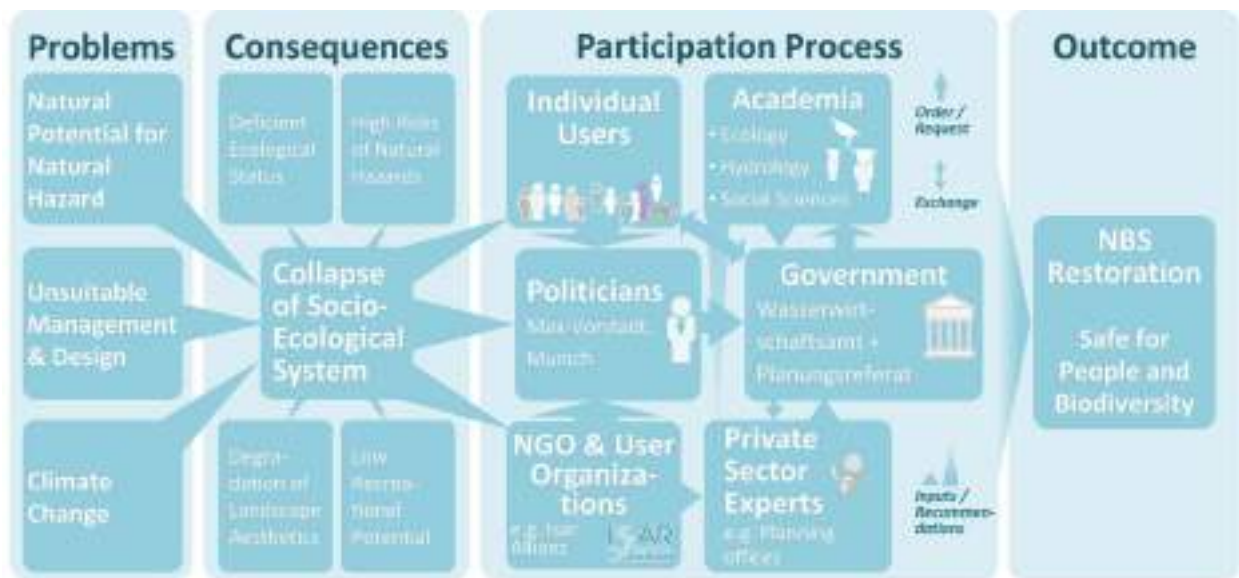 Problems
Natural
Potential for
Natural
Hazard
Unsuitable
Management
& Design
Climate
Change
Consequences
Deficient
Ecological
Status
High Risks
of Natural
Hazards
Collapse
of Socio-
Ecological
System
Degra-
dation of
Landscape
Aesthetics
Low
Recrea-
tional
Potential
Participation Process
Individual
Users
Academia
• Ecology
• Hydrology
• Social Sciences
Politicians
Munich
Government
Wasserwirt-
schaftsamt +
Planungsreferat
NGO & User
Organiza-
tions
e.g. Isar
Private
Sector
Experts
e.g. Planning
offices
Order /
Request
Exchange
Inputs /
Recommen-
dations
Outcome
NBS
Restoration
Safe for
People and
Biodiversity